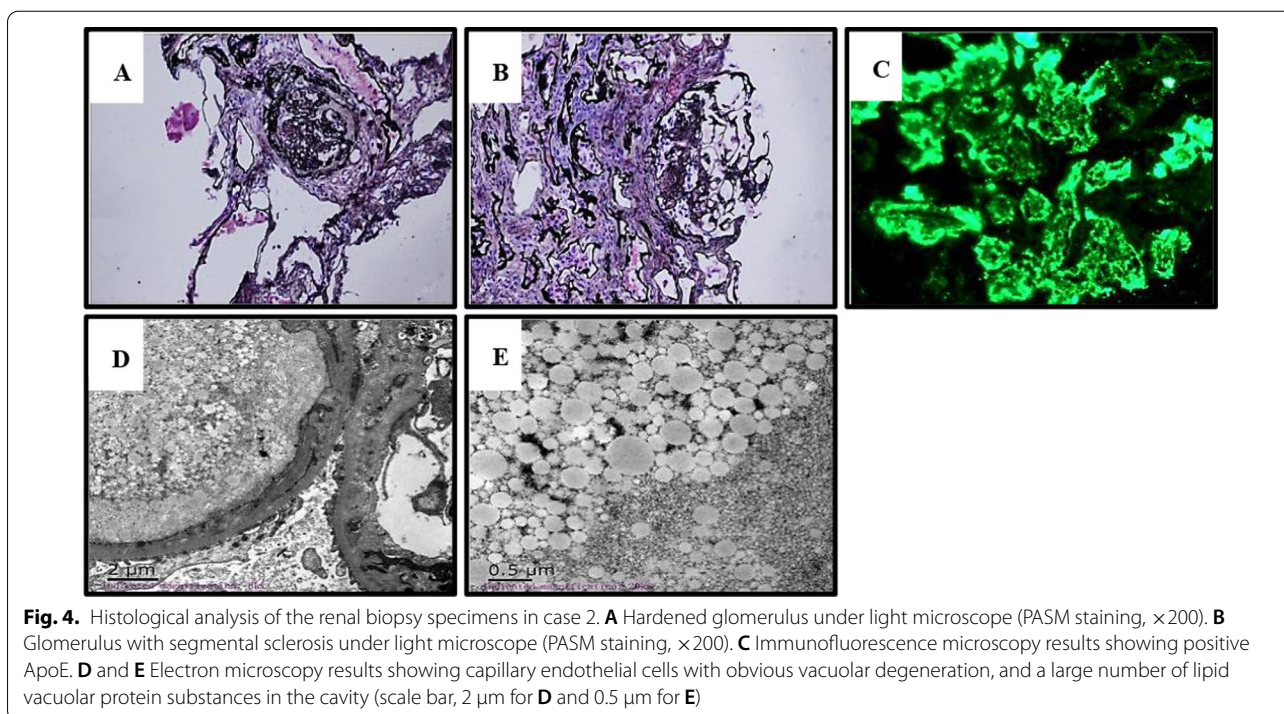 A
B
C
D
2 µm
E
0.5 µm
Fig. 4. Histological analysis of the renal biopsy specimens in case 2. A Hardened glomerulus under light microscope (PASM staining, ×200). B
Glomerulus with segmental sclerosis under light microscope (PASM staining, ×200). C Immunofluorescence microscopy results showing positive
ApoE. D and E Electron microscopy results showing capillary endothelial cells with obvious vacuolar degeneration, and a large number of lipid
vacuolar protein substances in the cavity (scale bar, 2 µm for D and 0.5 µm for E)